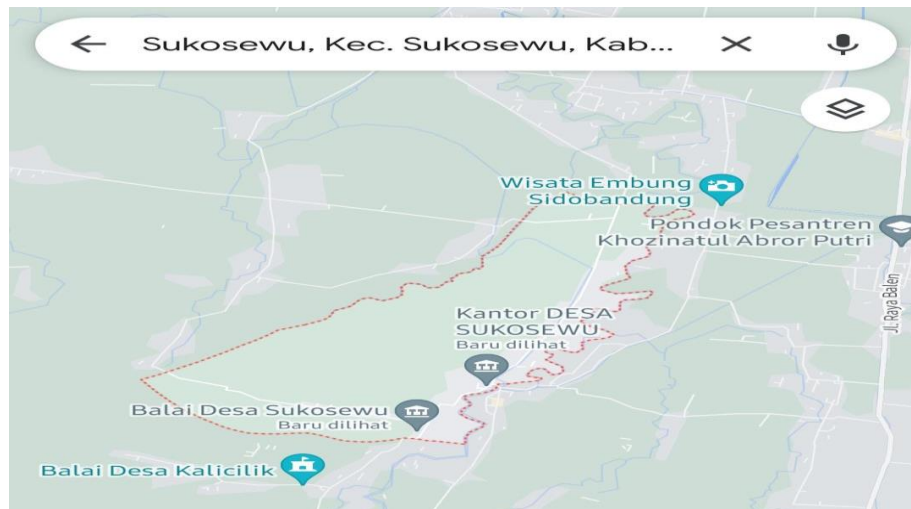 Sukosewu, Kec. Sukosewu, Kab...
Wisata Embung
Sidobandung
Pondok Pesantren
Khozinatul Abror Putri
Jl. Raya Balen
Kantor DESA
SUKOSEWU
Baru dilihat
Balai Desa Sukosewu
Baru dilihat
Balai Desa Kalicilik